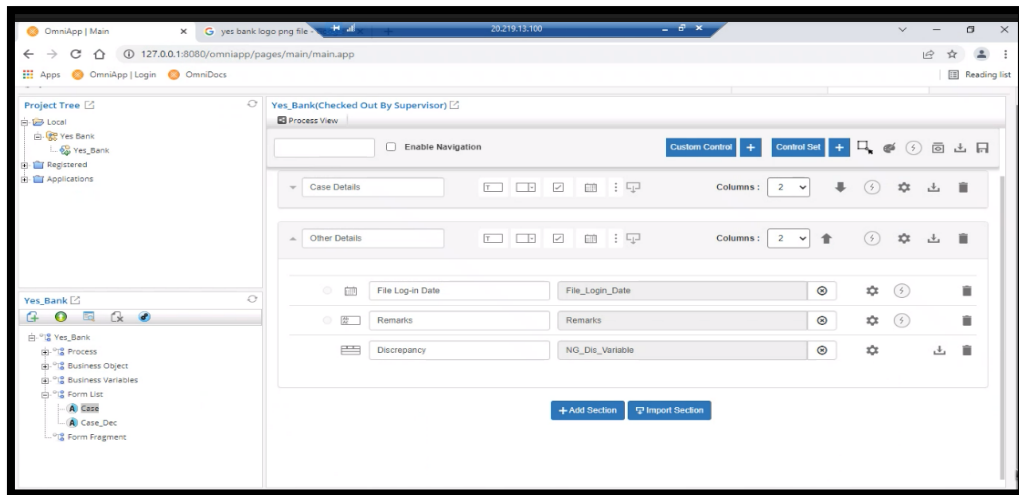 OmniApp | Main
yes bank logo png file -
20.219.13.100
127.0.0.1:8080/omniapp/pages/main/main.app
Apps OmniApp | Login OmniDocs Reading list
Project Tree
Local
Yes Bank
Yes_Bank
Registered
Applications
Yes_Bank
Yes_Bank
Process
Business Object
Business Variables
Form List
Case
Case_Dec
Form Fragment
Yes_Bank(Checked Out By Supervisor)
Process View
Enable Navigation Custom Control + Control Set +
Case Details Columns : 2
Other Details Columns : 2
File Log-in Date File_Login_Date
Remarks Remarks
Discrepancy NG_Dis_Variable
+ Add Section Import Section